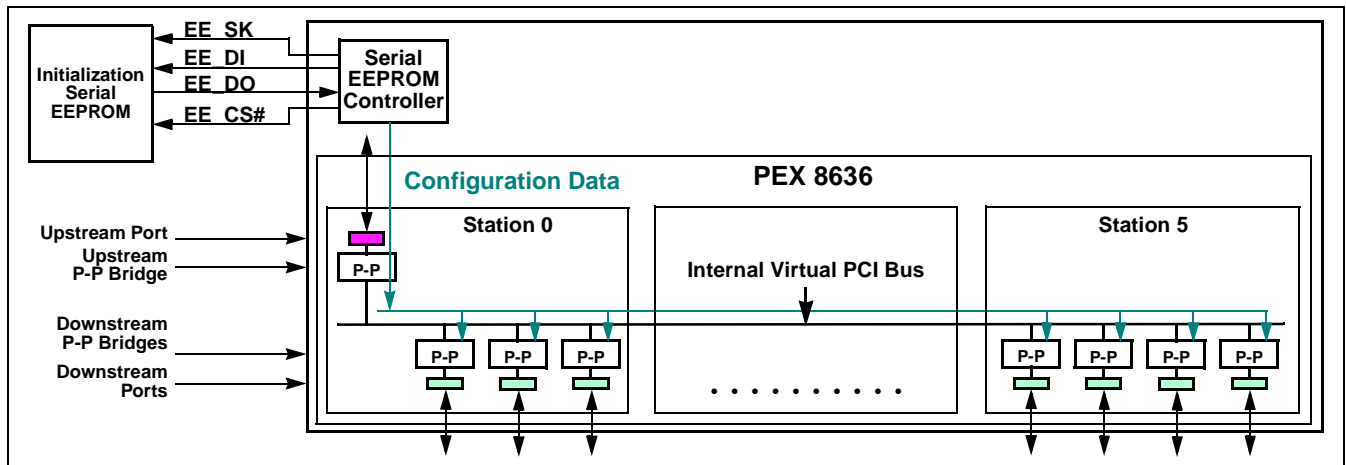 EE_SK
EE_DI
EE_DO
EE_CS#
Initialization
Serial
EEPROM
Serial
EEPROM
Controller
Configuration Data
PEX 8636
Station 0
Station 5
Upstream Port
Upstream
P-P Bridge
P-P
Internal Virtual PCI Bus
Downstream
P-P Bridges
Downstream
Ports
P-P
P-P
P-P
P-P
P-P
P-P
P-P
. . . . . . . . . .